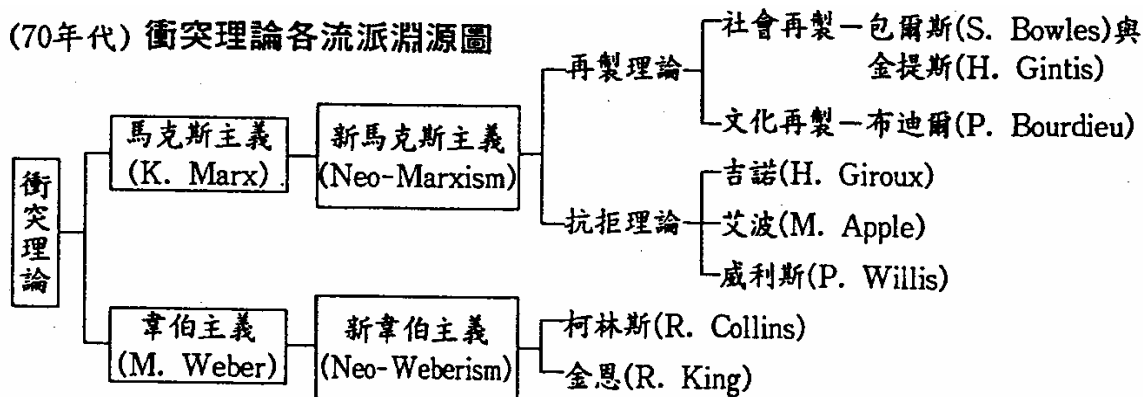 (70年代) 衝突理論各流派淵源圖
社會再製－包爾斯(S. Bowles)與
金提斯(H. Gintis)
再製理論
文化再製－布迪爾(P. Bourdieu)
馬克斯主義
(K. Marx)
新馬克斯主義
(Neo-Marxism)
吉諾(H. Giroux)
抗拒理論
艾波(M. Apple)
威利斯(P. Willis)
衝突理論
韋伯主義
(M. Weber)
新韋伯主義
(Neo-Weberism)
柯林斯(R. Collins)
金恩(R. King)